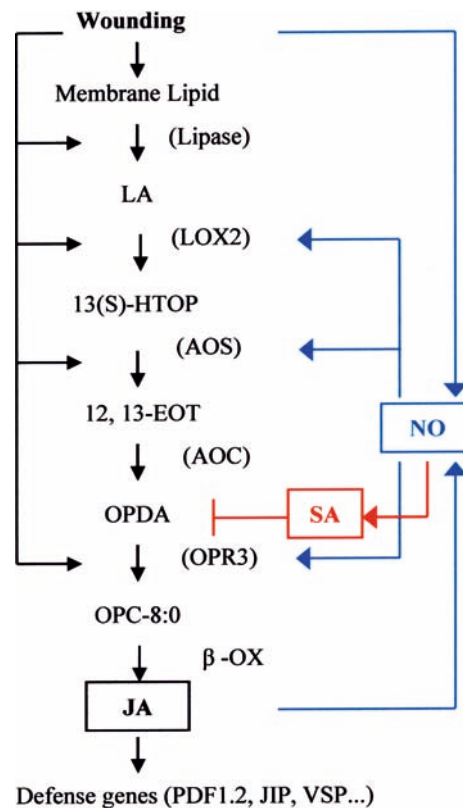 Wounding
Membrane Lipid
(Lipase)
LA
(LOX2)
13(S)-HTOP
(AOS)
12, 13-EOT
NO
(AOC)
OPDA
SA
(OPR3)
OPC-8:0
β -OX
JA
Defense genes (PDF1.2, JIP, VSP...)